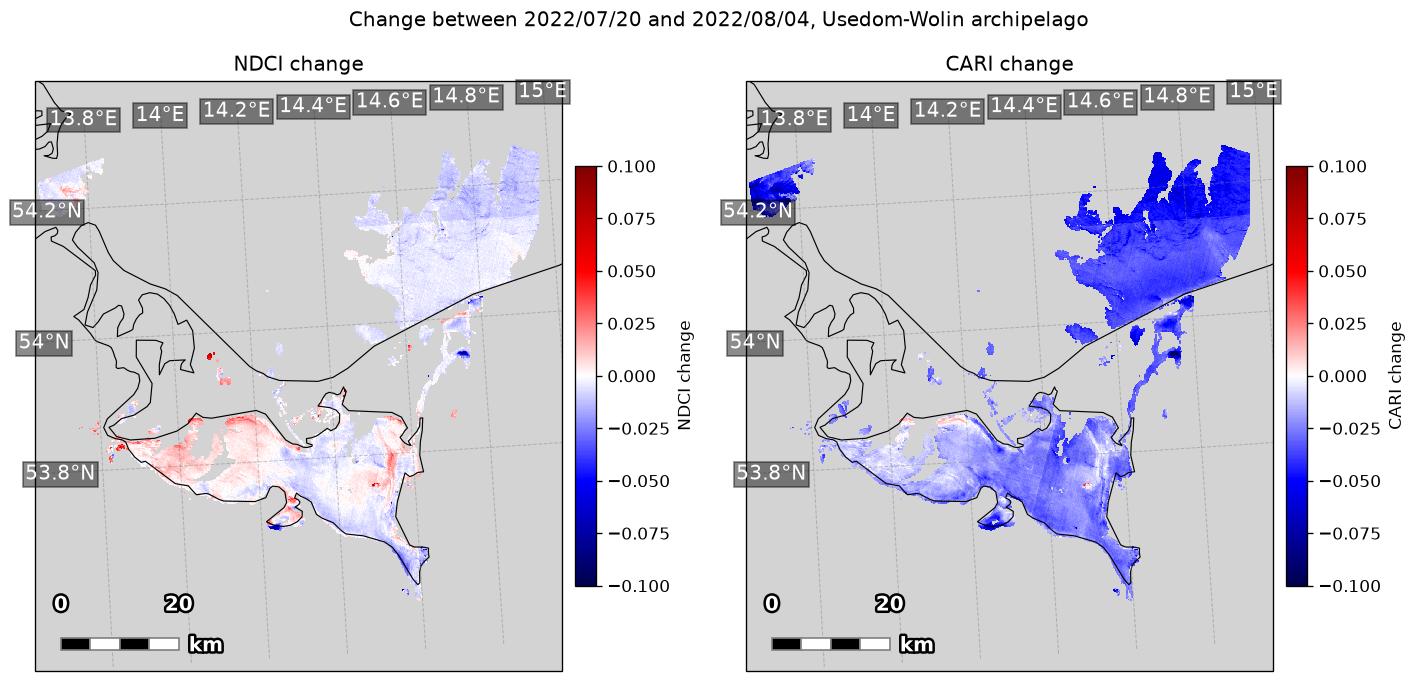 Change between 2022/07/20 and 2022/08/04, Usedom-Wolin archipelago
NDCI change
13.8°E 14°E 14.2°E 14.4°E 14.6°E 14.8°E 15°E
54.2°N
54°N
53.8°N
0 20
km
0.100
0.075
0.050
0.025
0.000
−0.025
−0.050
−0.075
−0.100
NDCI change
CARI change
13.8°E 14°E 14.2°E 14.4°E 14.6°E 14.8°E 15°E
54.2°N
54°N
53.8°N
0 20
km
0.100
0.075
0.050
0.025
0.000
−0.025
−0.050
−0.075
−0.100
CARI change